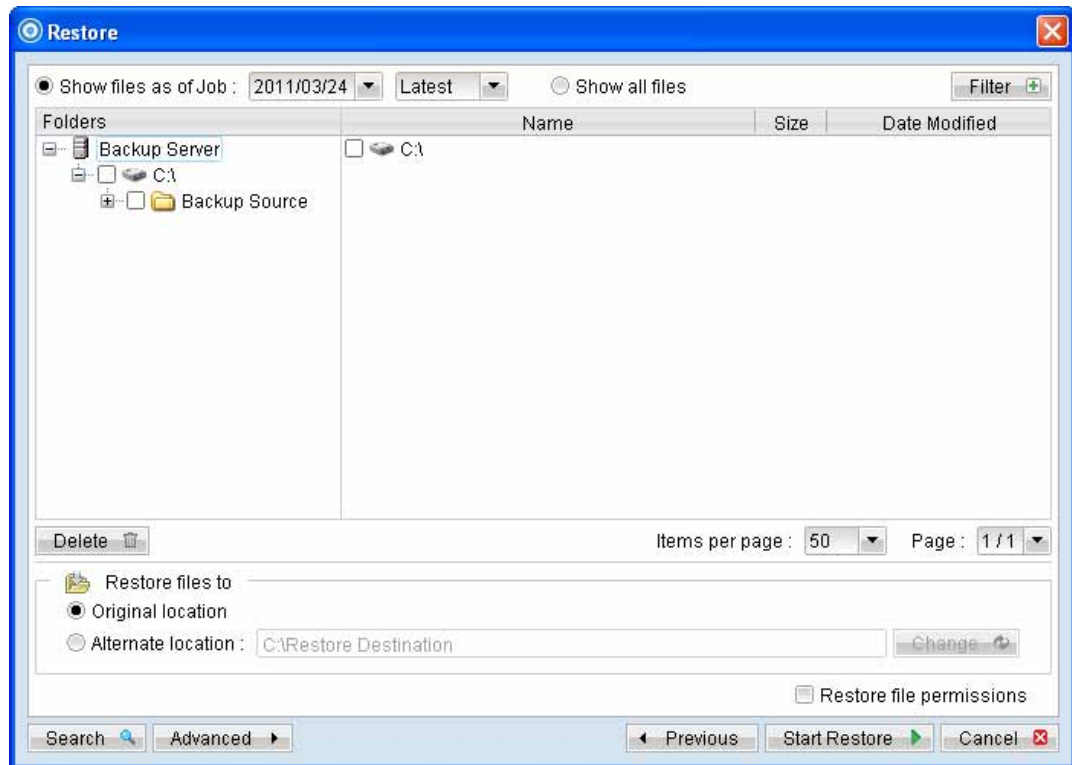 Restore
Show files as of Job : 2011/03/24 Latest Show all files Filter
Folders Name Size Date Modified
Backup Server C:\
C:\
Backup Source
Delete Items per page : 50 Page : 1 / 1
Restore files to
Original location
Alternate location : C:\Restore Destination Change
Restore file permissions
Search Advanced Previous Start Restore Cancel